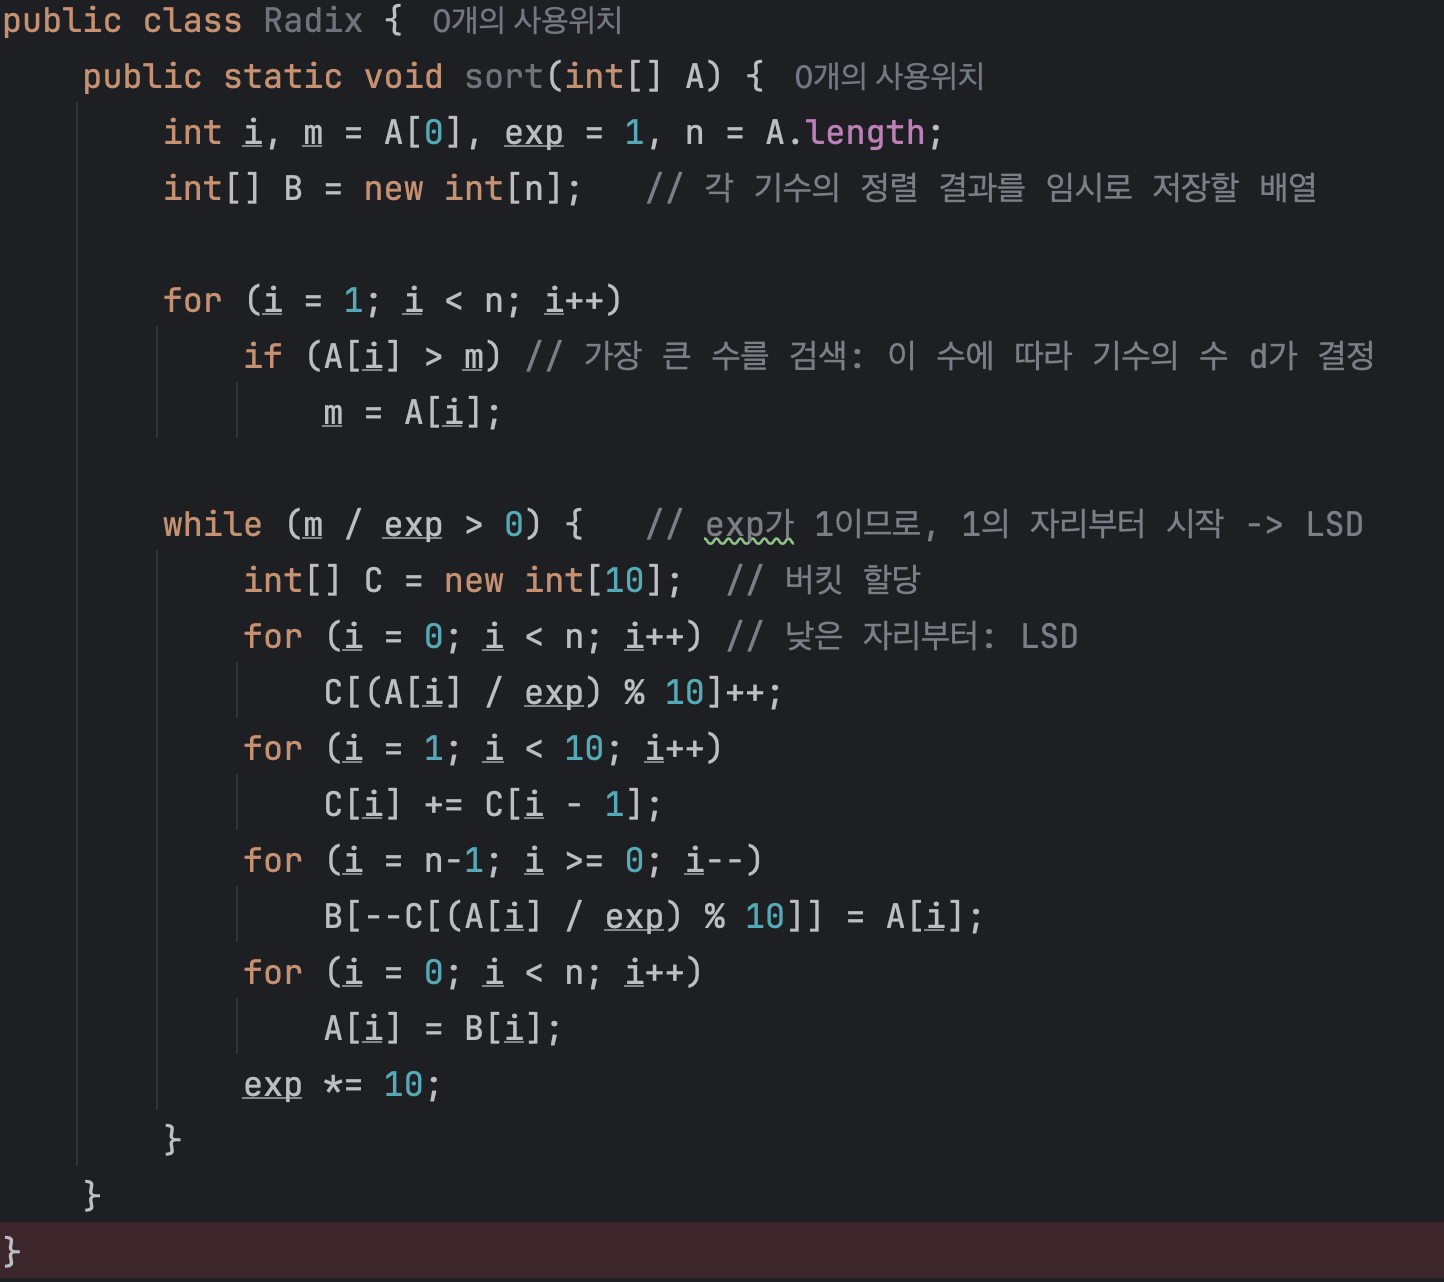 public class Radix {  0개의 사용위치
    public static void sort(int[] A) {  0개의 사용위치
        int i, m = A[0], exp = 1, n = A.length;
        int[] B = new int[n];   // 각 기수의 정렬 결과를 임시로 저장할 배열

        for (i = 1; i < n; i++)
            if (A[i] > m) // 가장 큰 수를 검색: 이 수에 따라 기수의 수 d가 결정
                m = A[i];

        while (m / exp > 0) {   // exp가 1이므로, 1의 자리부터 시작 -> LSD
            int[] C = new int[10];  // 버킷 할당
            for (i = 0; i < n; i++) // 낮은 자리부터: LSD
                C[(A[i] / exp) % 10]++;
            for (i = 1; i < 10; i++)
                C[i] += C[i - 1];
            for (i = n-1; i >= 0; i--)
                B[--C[(A[i] / exp) % 10]] = A[i];
            for (i = 0; i < n; i++)
                A[i] = B[i];
            exp *= 10;
        }
    }
}